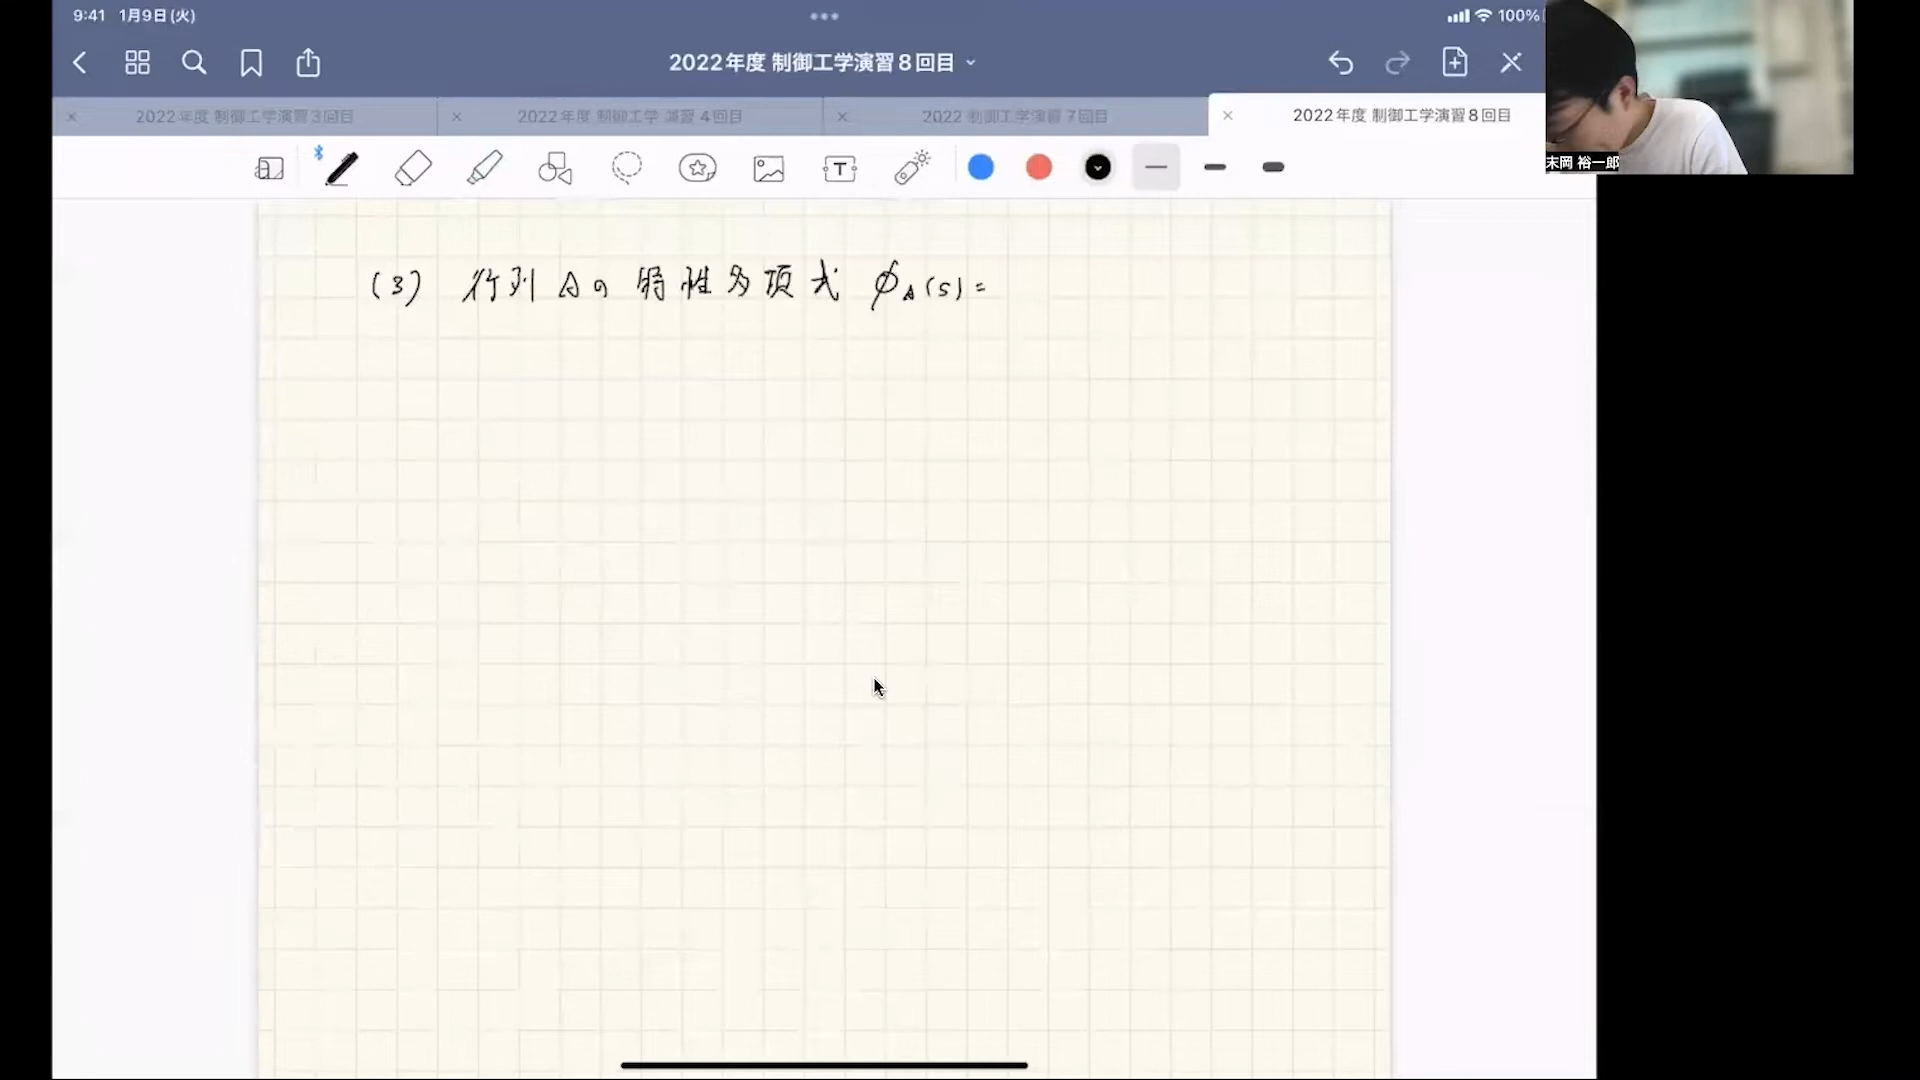 9:41 1月9日(火)
100%
2022年度 制御工学演習8回目
2022年度 制御工学演習3回目
2022年度 制御工学 演習 4回目
2022 制御工学演習7回目
2022年度 制御工学演習8回目
T
末岡 裕一郎
(3) 行列 A の 特性多項式 φA(s) =